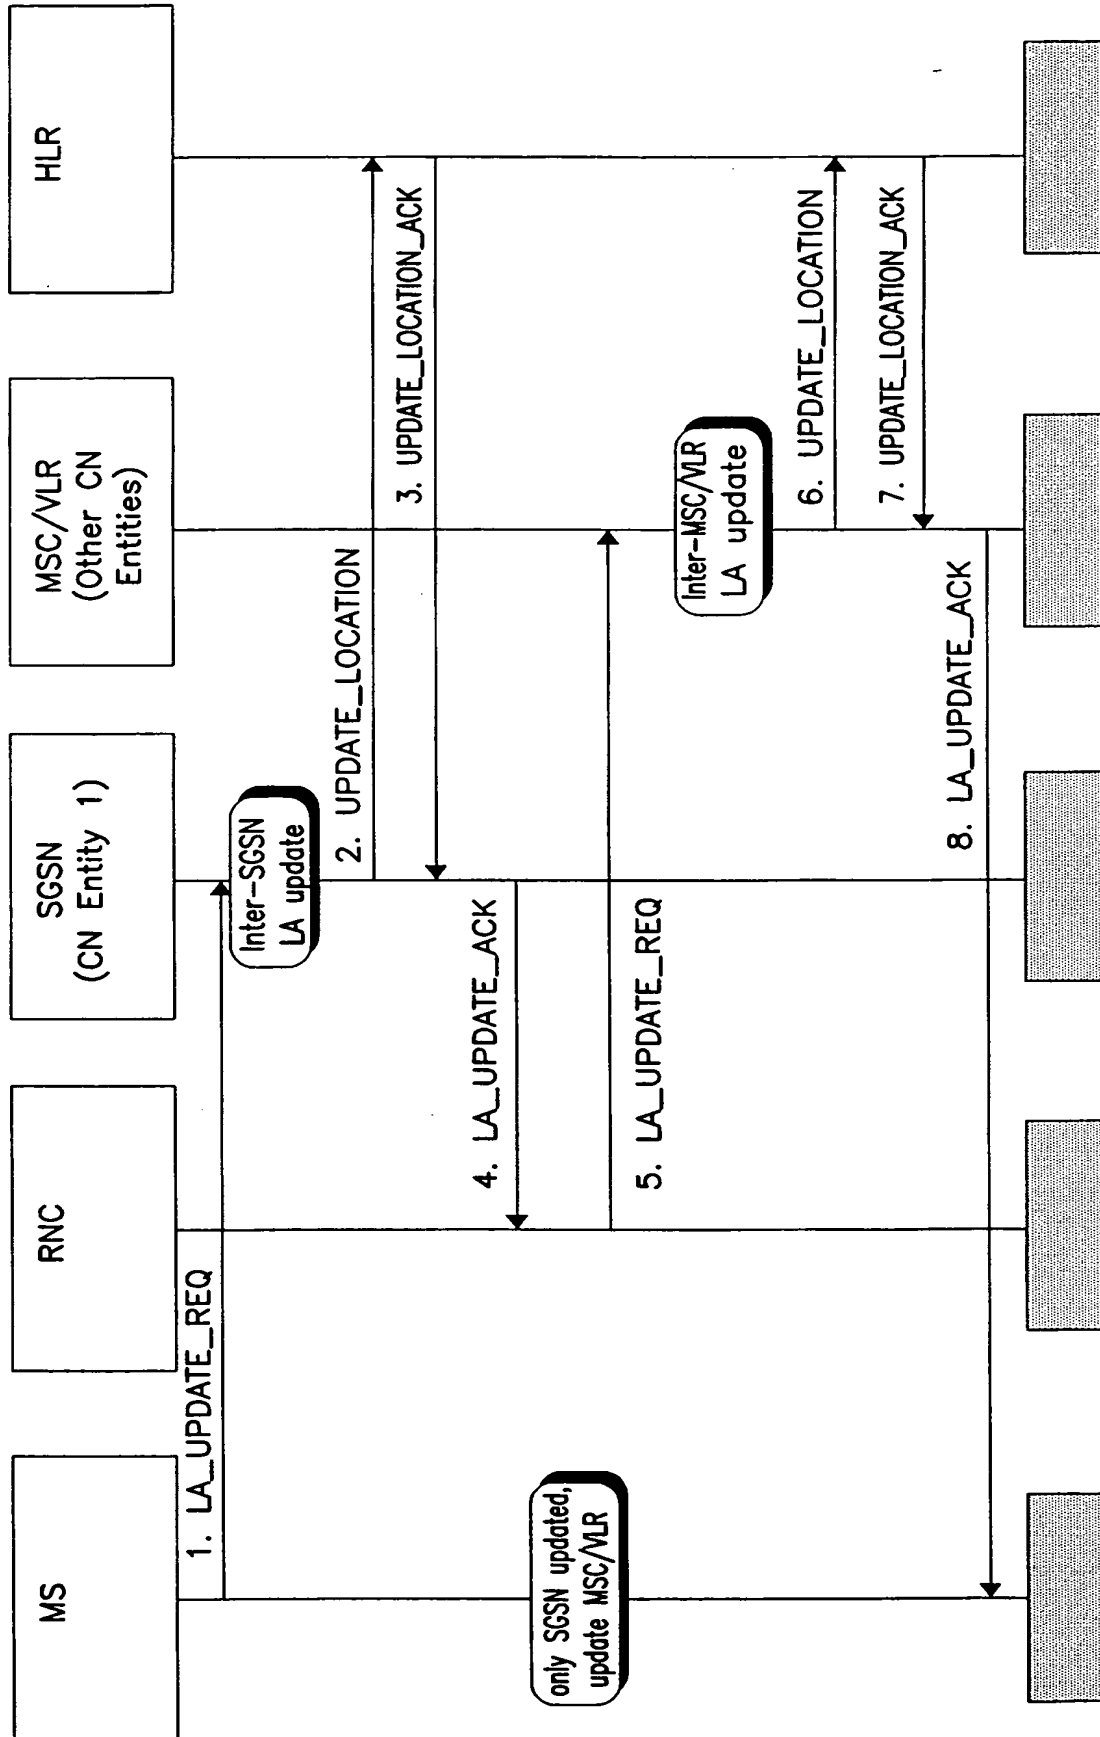 MS
RNC
SGSN
(CN Entity 1)
MSC/VLR
(Other CN
Entities)
HLR
1. LA_UPDATE_REQ
Inter-SGSN
LA update
2. UPDATE_LOCATION
3. UPDATE_LOCATION_ACK
4. LA_UPDATE_ACK
only SGSN updated,
update MSC/VLR
5. LA_UPDATE_REQ
Inter-MSC/VLR
LA update
6. UPDATE_LOCATION
7. UPDATE_LOCATION_ACK
8. LA_UPDATE_ACK